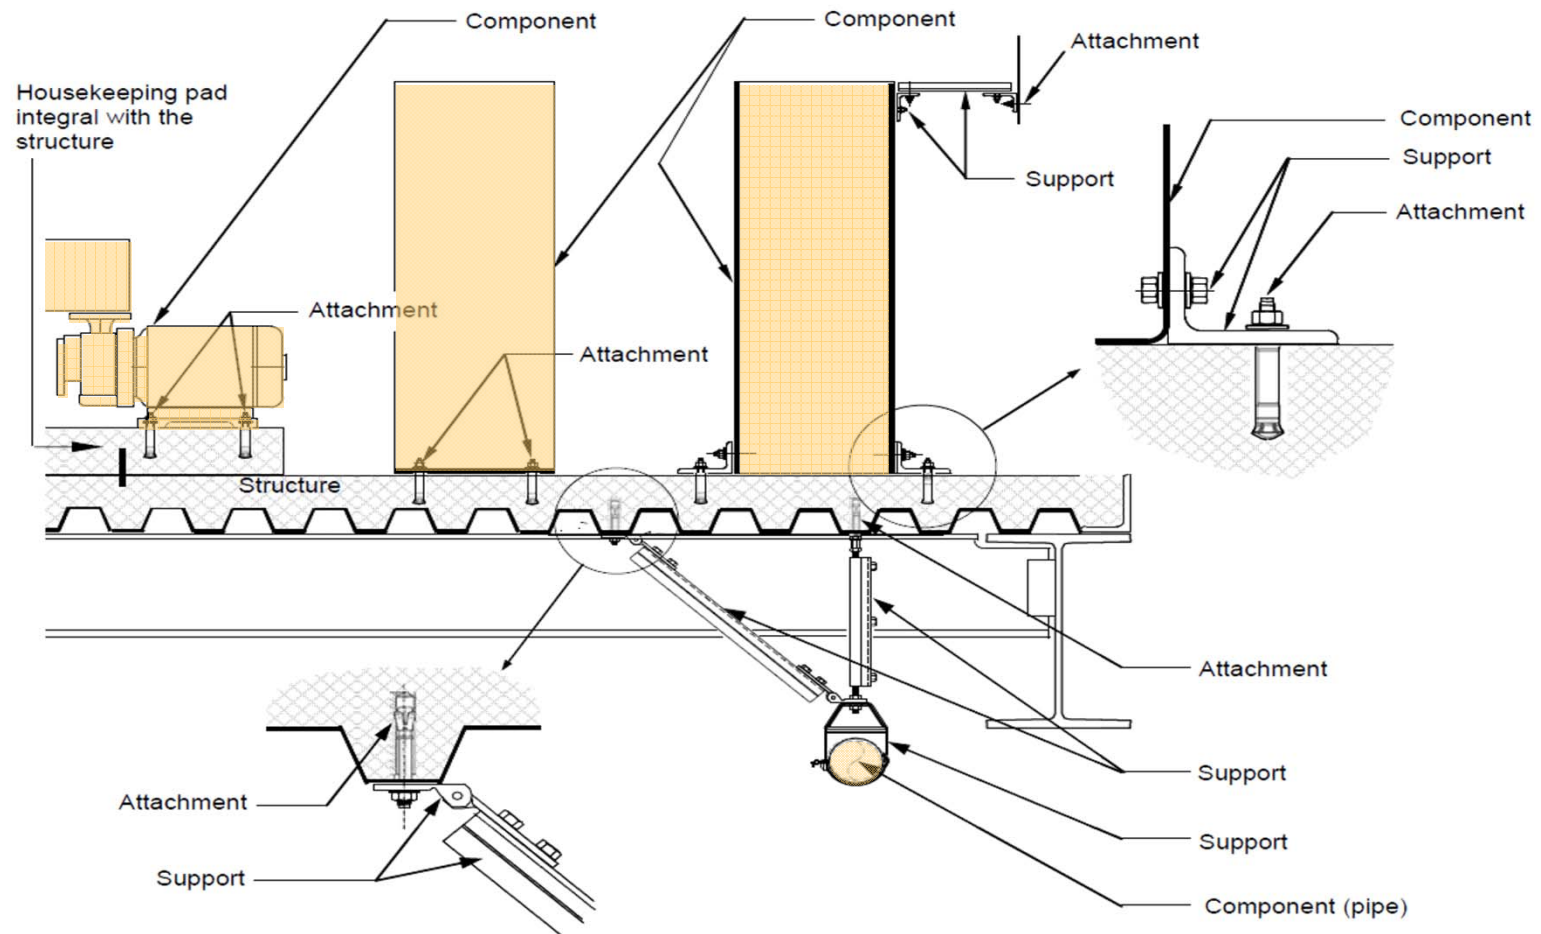 Component
Component
Attachment
Housekeeping pad
integral with the
structure
Component
Support
Support
Attachment
Attachment
Attachment
Structure
Attachment
Support
Attachment
Support
Support
Component (pipe)